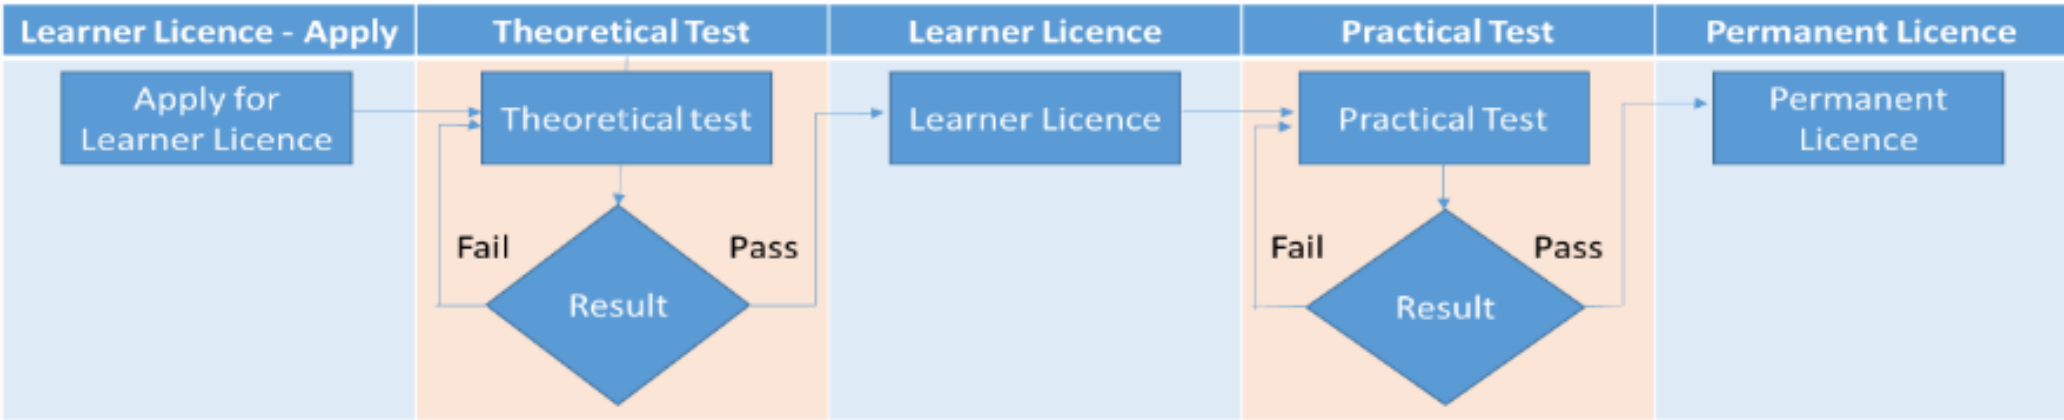 Learner Licence - Apply
Theoretical Test
Learner Licence
Practical Test
Permanent Licence
Apply for
Learner Licence
Theoretical test
Learner Licence
Practical Test
Permanent
Licence
Fail
Pass
Fail
Pass
Result
Result